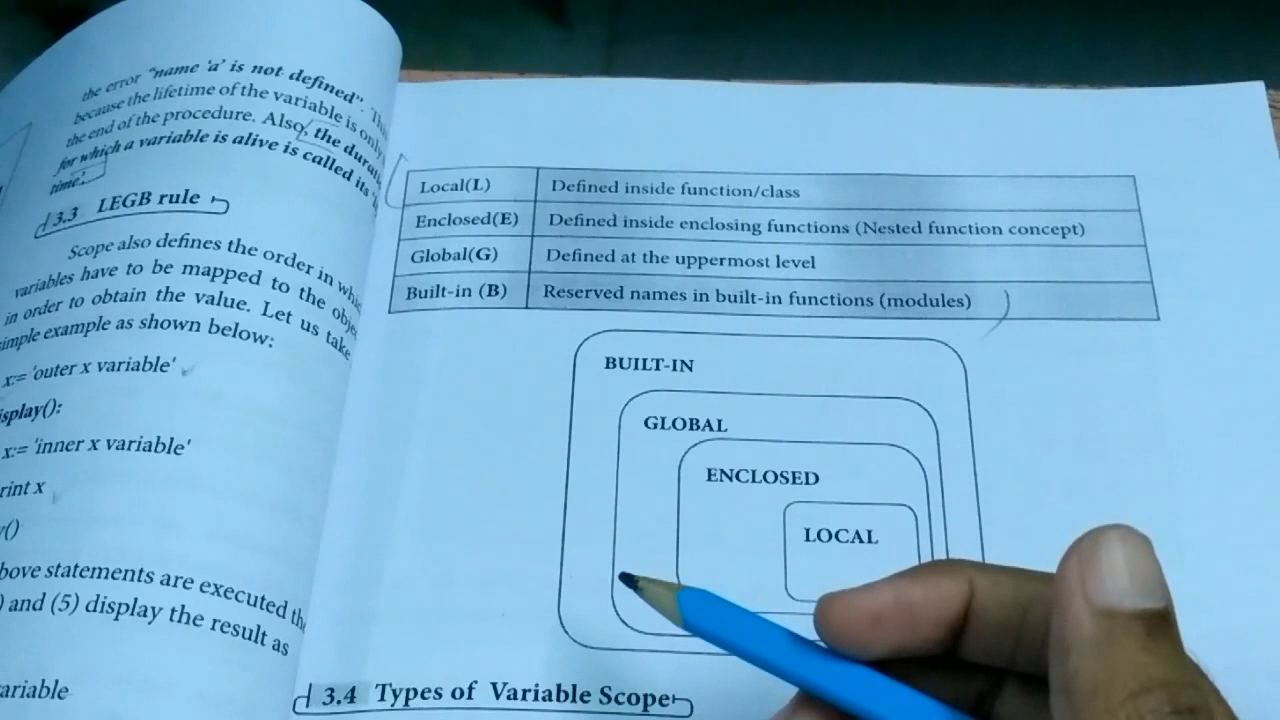 the error "name 'a' is not defined".
because the lifetime of the variable is only
the end of the procedure. Also, the
for which a variable is alive is called its
time'.
3.3 LEGB rule
Scope also defines the order in
variables have to be mapped to the
in order to obtain the value. Let us take
simple example as shown below:
x:= 'outer x variable'
isplay():
x:= 'inner x variable'
rint x
y()
bove statements are executed
) and (5) display the result as
ariable
Local(L) Defined inside function/class
Enclosed(E) Defined inside enclosing functions (Nested function concept)
Global(G) Defined at the uppermost level
Built-in (B) Reserved names in built-in functions (modules)
BUILT-IN
GLOBAL
ENCLOSED
LOCAL
3.4 Types of Variable Scope